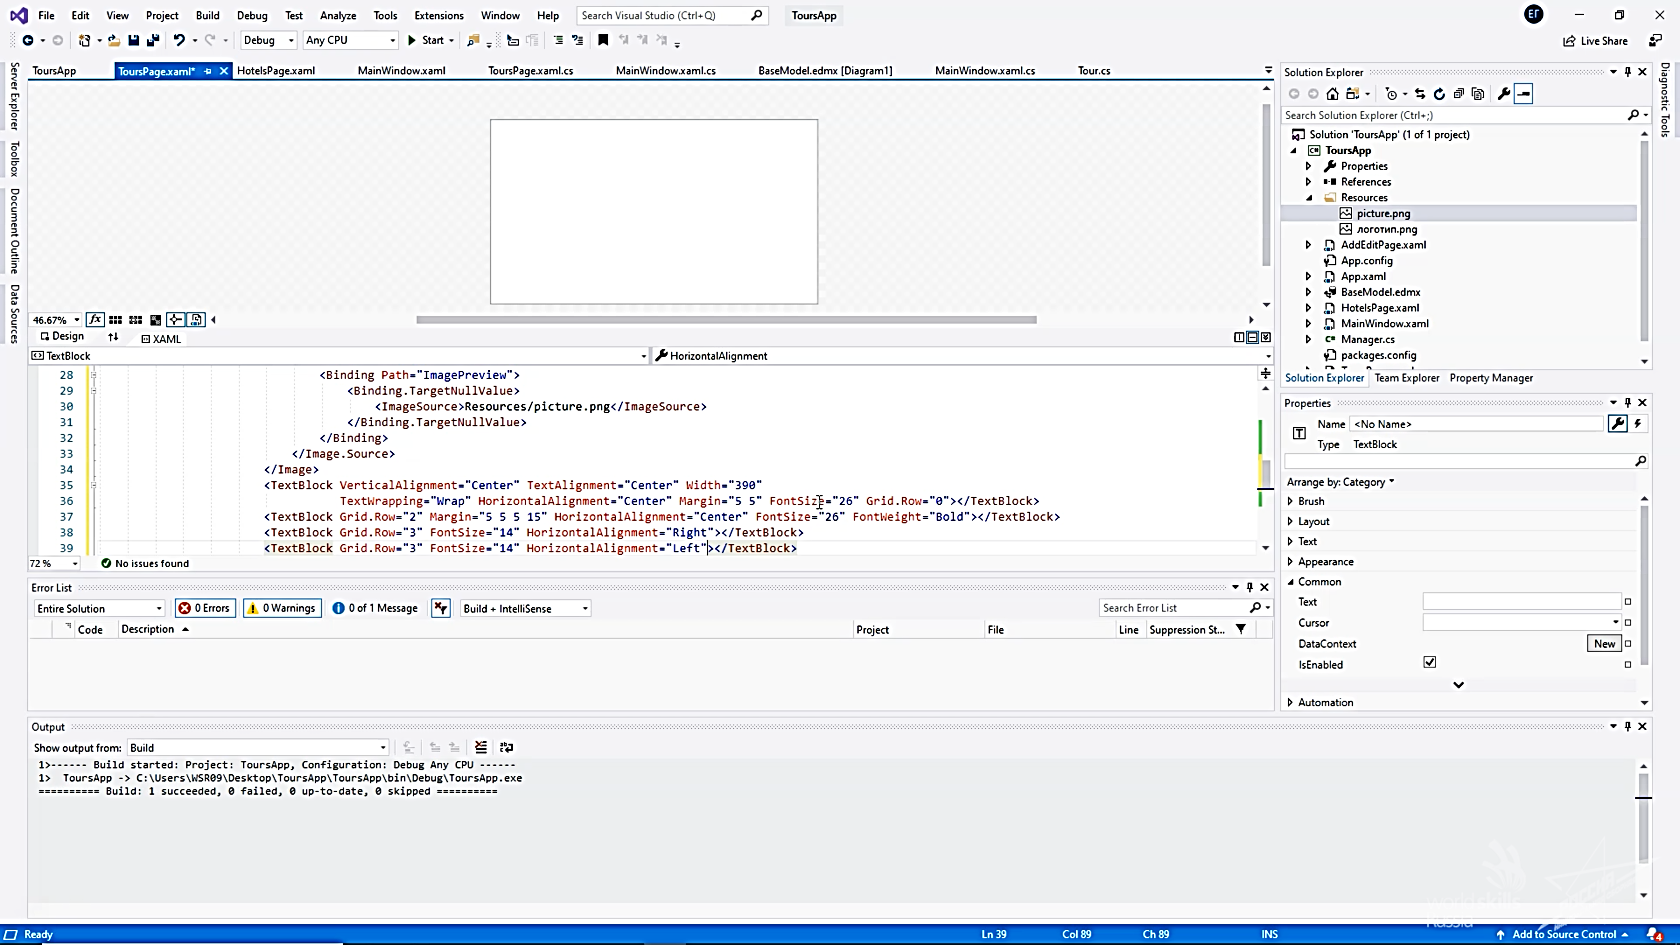 File Edit View Project Build Debug Test Analyze Tools Extensions Window Help Search Visual Studio (Ctrl+Q) ToursApp ЕГ
Debug Any CPU Start Live Share
ToursApp ToursPage.xaml* HotelsPage.xaml MainWindow.xaml ToursPage.xaml.cs MainWindow.xaml.cs BaseModel.edmx [Diagram1] MainWindow.xaml.cs Tour.cs
Server Explorer
Toolbox
Document Outline
Data Sources
46.67%
Design XAML
TextBlock HorizontalAlignment
28 <Binding Path="ImagePreview">
29 <Binding.TargetNullValue>
30 <ImageSource>Resources/picture.png</ImageSource>
31 </Binding.TargetNullValue>
32 </Binding>
33 </Image.Source>
34 </Image>
35 <TextBlock VerticalAlignment="Center" TextAlignment="Center" Width="390"
36 TextWrapping="Wrap" HorizontalAlignment="Center" Margin="5 5" FontSize="26" Grid.Row="0"></TextBlock>
37 <TextBlock Grid.Row="2" Margin="5 5 5 15" HorizontalAlignment="Center" FontSize="26" FontWeight="Bold"></TextBlock>
38 <TextBlock Grid.Row="3" FontSize="14" HorizontalAlignment="Right"></TextBlock>
39 <TextBlock Grid.Row="3" FontSize="14" HorizontalAlignment="Left"></TextBlock>
72 % No issues found
Error List
Entire Solution 0 Errors 0 Warnings 0 of 1 Message Build + IntelliSense Search Error List
Code Description Project File Line Suppression St...
Output
Show output from: Build
1>------ Build started: Project: ToursApp, Configuration: Debug Any CPU ------
1> ToursApp -> C:\Users\WSR09\Desktop\ToursApp\ToursApp\bin\Debug\ToursApp.exe
========== Build: 1 succeeded, 0 failed, 0 up-to-date, 0 skipped ==========
Solution Explorer
Search Solution Explorer (Ctrl+;)
Solution 'ToursApp' (1 of 1 project)
ToursApp
Properties
References
Resources
picture.png
логотип.png
AddEditPage.xaml
App.config
App.xaml
BaseModel.edmx
HotelsPage.xaml
MainWindow.xaml
Manager.cs
packages.config
Solution Explorer Team Explorer Property Manager
Properties
Name <No Name>
Type TextBlock
Arrange by: Category
Brush
Layout
Text
Appearance
Common
Text
Cursor
DataContext New
IsEnabled
Automation
Diagnostic Tools
Ready Ln 39 Col 89 Ch 89 INS Add to Source Control 4